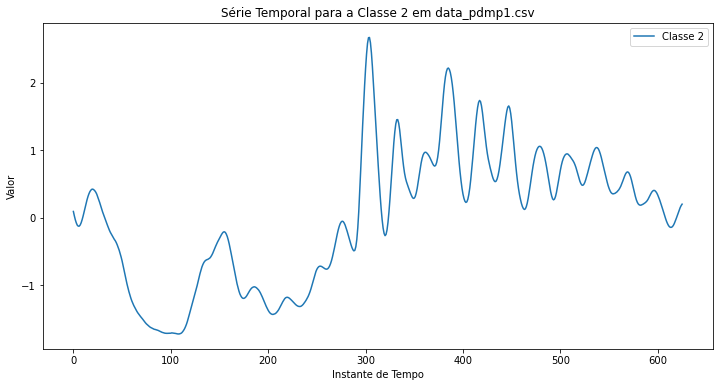 Série Temporal para a Classe 2 em data_pdmp1.csv
Classe 2
Valor
2
1
0
−1
0
100
200
300
400
500
600
Instante de Tempo